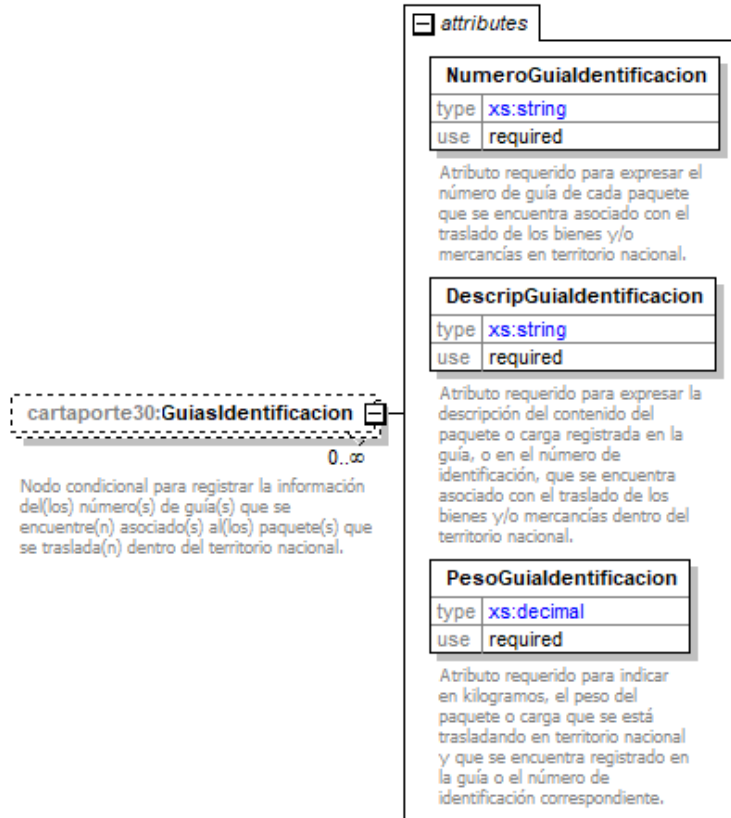 attributes
NumeroGuiaIdentificacion
type xs:string
use required
Atributo requerido para expresar el
número de guía de cada paquete
que se encuentra asociado con el
traslado de los bienes y/o
mercancías en territorio nacional.
DescripGuiaIdentificacion
type xs:string
use required
Atributo requerido para expresar la
descripción del contenido del
paquete o carga registrada en la
guía, o en el número de
identificación, que se encuentra
asociado con el traslado de los
bienes y/o mercancías dentro del
territorio nacional.
cartaporte30:GuiasIdentificacion
0..∞
Nodo condicional para registrar la información
del(los) número(s) de guía(s) que se
encuentre(n) asociado(s) al(los) paquete(s) que
se traslada(n) dentro del territorio nacional.
PesoGuiaIdentificacion
type xs:decimal
use required
Atributo requerido para indicar
en kilogramos, el peso del
paquete o carga que se está
trasladando en territorio nacional
y que se encuentra registrado en
la guía o el número de
identificación correspondiente.